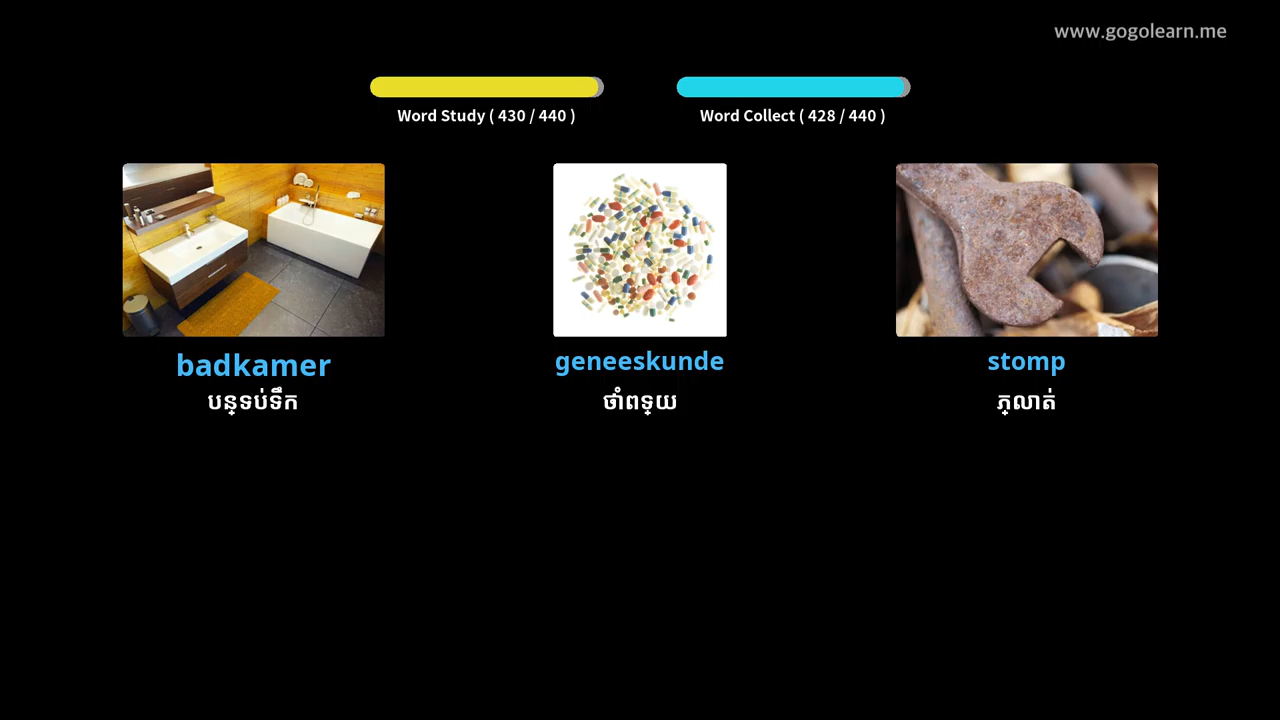 www.gogolearn.me
Word Study ( 430 / 440 )
Word Collect ( 428 / 440 )
badkamer
បន្ទប់ទឹក
geneeskunde
ថាំពទ្យ
stomp
ភ្លាត់